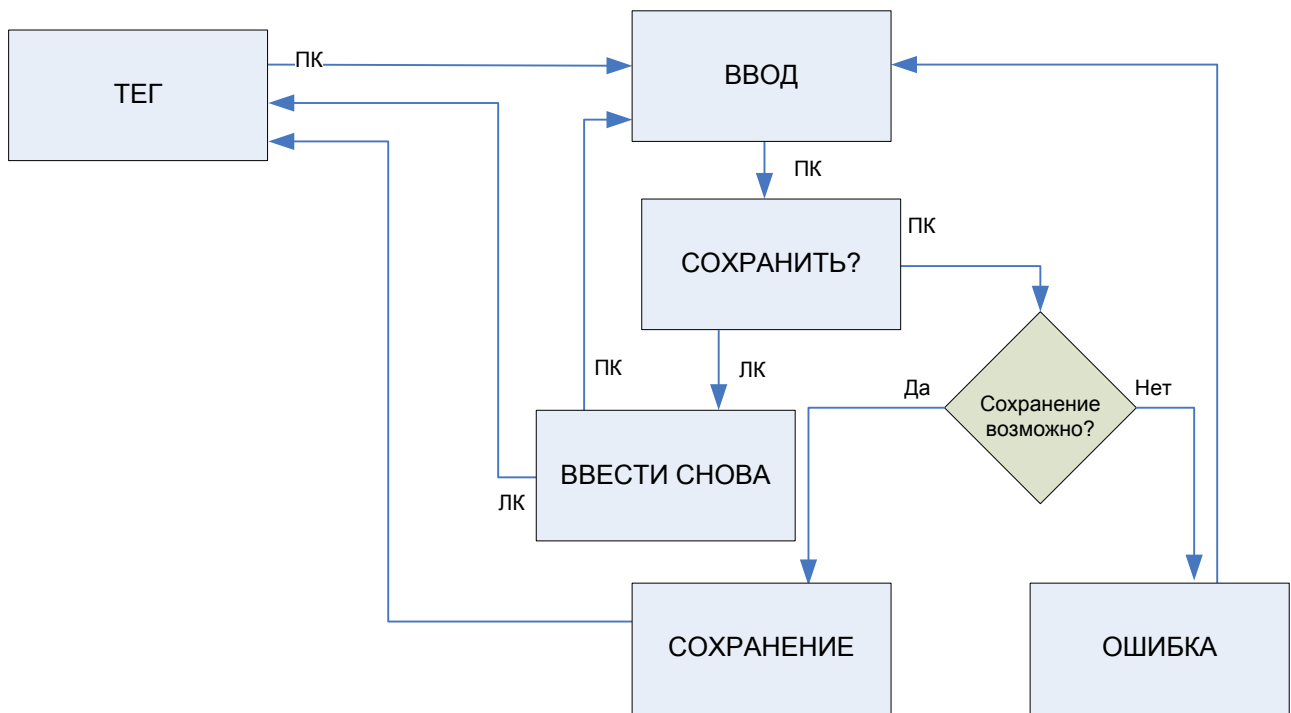 ТЕГ
ПК
ВВОД
ПК
СОХРАНИТЬ?
ПК
ПК
ЛК
Да
Сохранение
возможно?
Нет
ВВЕСТИ СНОВА
ЛК
СОХРАНЕНИЕ
ОШИБКА